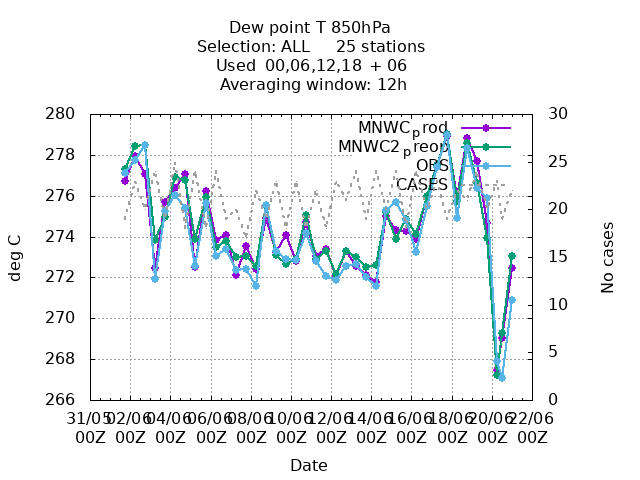 Dew point T 850hPa
Selection: ALL 25 stations
Used 00,06,12,18 + 06
Averaging window: 12h
280
278
276
274
272
270
268
266
30
25
20
15
10
5
0
MNWCprod
MNWC2preop
OBS
CASES
deg C
No cases
31/05 02/06 04/06 06/06 08/06 10/06 12/06 14/06 16/06 18/06 20/06 22/06
00Z 00Z 00Z 00Z 00Z 00Z 00Z 00Z 00Z 00Z 00Z 00Z
Date